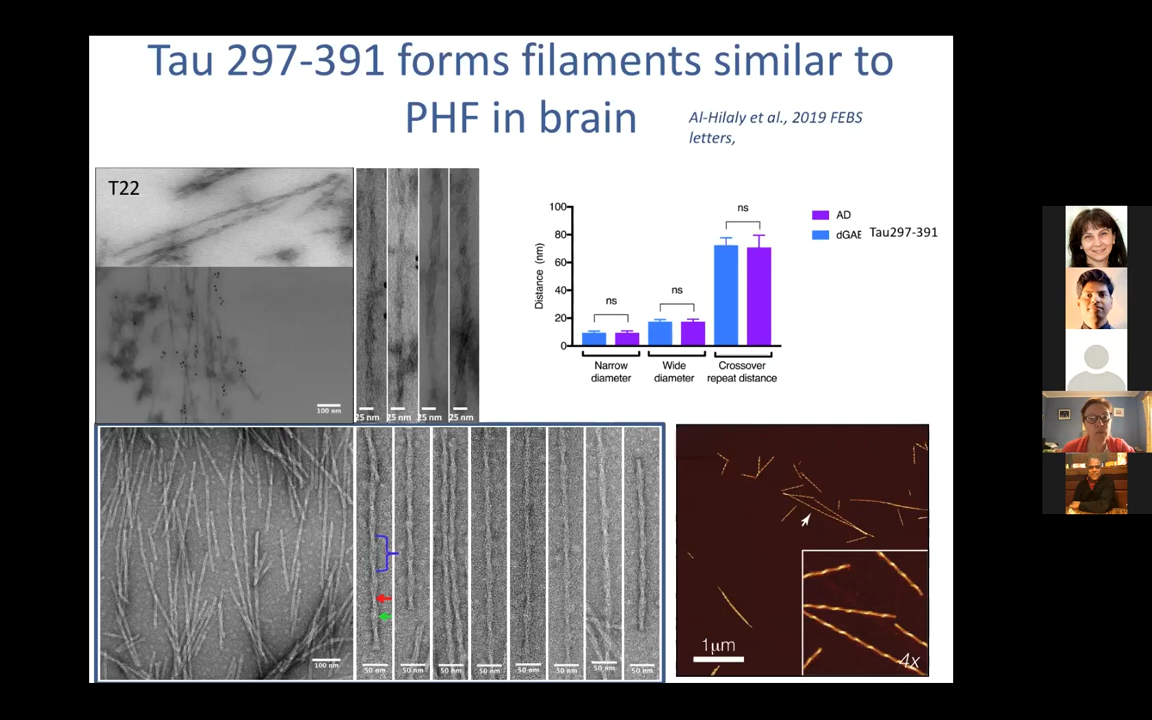 Tau 297-391 forms filaments similar to
PHF in brain
Al-Hilaly et al., 2019 FEBS
letters,
T22
100 nm
25 nm
25 nm
25 nm
25 nm
Distance (nm)
100
80
60
40
20
0
ns
ns
ns
Narrow
diameter
Wide
diameter
Crossover
repeat distance
AD
dGAE Tau297-391
100 nm
50 nm
50 nm
50 nm
50 nm
50 nm
50 nm
50 nm
50 nm
1μm
4x